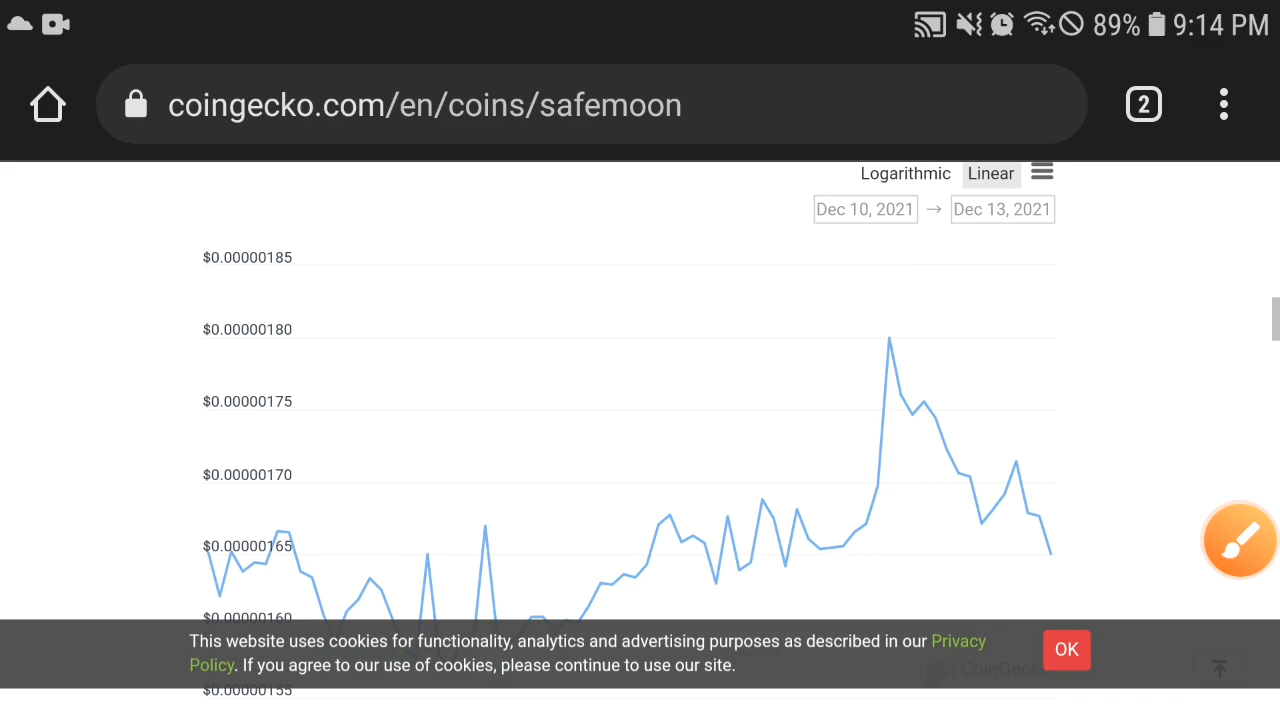 89% 9:14 PM
coingecko.com/en/coins/safemoon
2
Logarithmic Linear
Dec 10, 2021 → Dec 13, 2021
$0.00000185
$0.00000180
$0.00000175
$0.00000170
$0.00000165
$0.00000160
This website uses cookies for functionality, analytics and advertising purposes as described in our Privacy
Policy. If you agree to our use of cookies, please continue to use our site.
OK
CoinGecko
$0.00000155